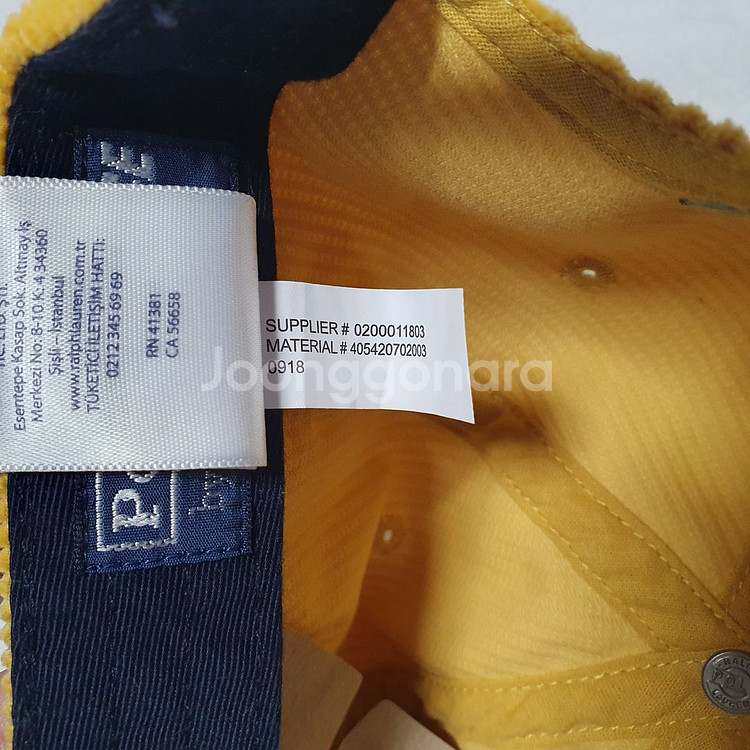 Esentepe Kasap Sok. Altınay İş
Merkezi No: 8-10 K:4 34360
Şişli – İstanbul
www.ralphlauren.com.tr
TÜKETİCİ İLETİŞİM HATTI:
0212 345 69 69
RN 41381
CA 56658
SUPPLIER # 0200011803
MATERIAL # 405420702003
0918
Joonggonara
by